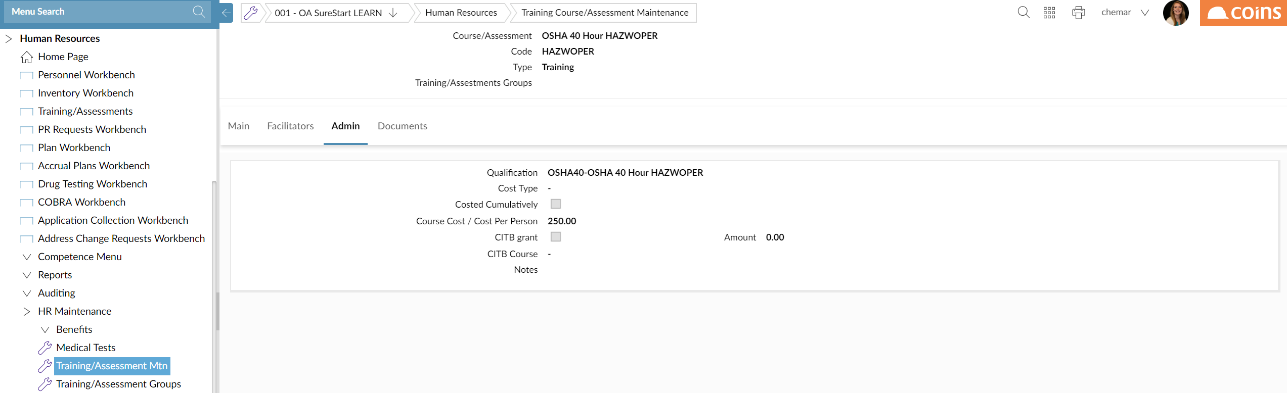 Menu Search
Human Resources
Home Page
Personnel Workbench
Inventory Workbench
Training/Assessments
PR Requests Workbench
Plan Workbench
Accrual Plans Workbench
Drug Testing Workbench
COBRA Workbench
Application Collection Workbench
Address Change Requests Workbench
Competence Menu
Reports
Auditing
HR Maintenance
Benefits
Medical Tests
Training/Assessment Mtn
Training/Assessment Groups
001 - OA SureStart LEARN
Human Resources
Training Course/Assessment Maintenance
chemar
coins
Course/Assessment OSHA 40 Hour HAZWOPER
Code HAZWOPER
Type Training
Training/Assestments Groups
Main Facilitators Admin Documents
Qualification OSHA40-OSHA 40 Hour HAZWOPER
Cost Type -
Costed Cumulatively
Course Cost / Cost Per Person 250.00
CITB grant Amount 0.00
CITB Course -
Notes